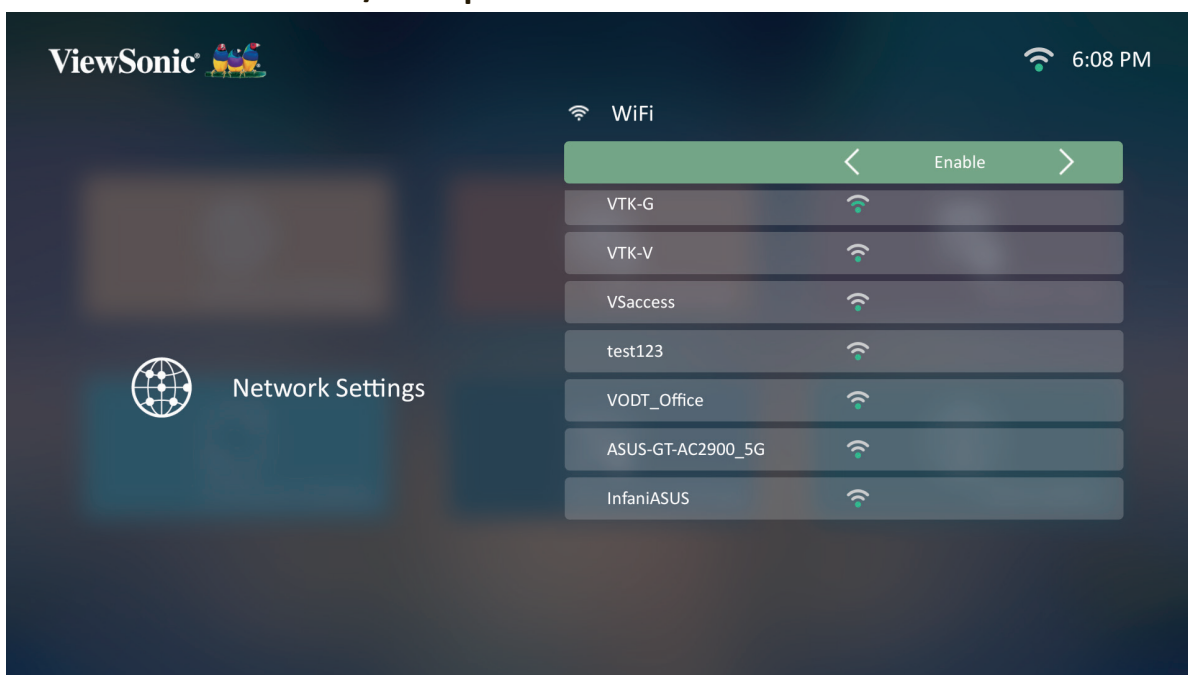 ViewSonic®
6:08 PM
WiFi
Enable
VTK-G
VTK-V
VSaccess
test123
Network Settings
VODT_Office
ASUS-GT-AC2900_5G
InfaniASUS